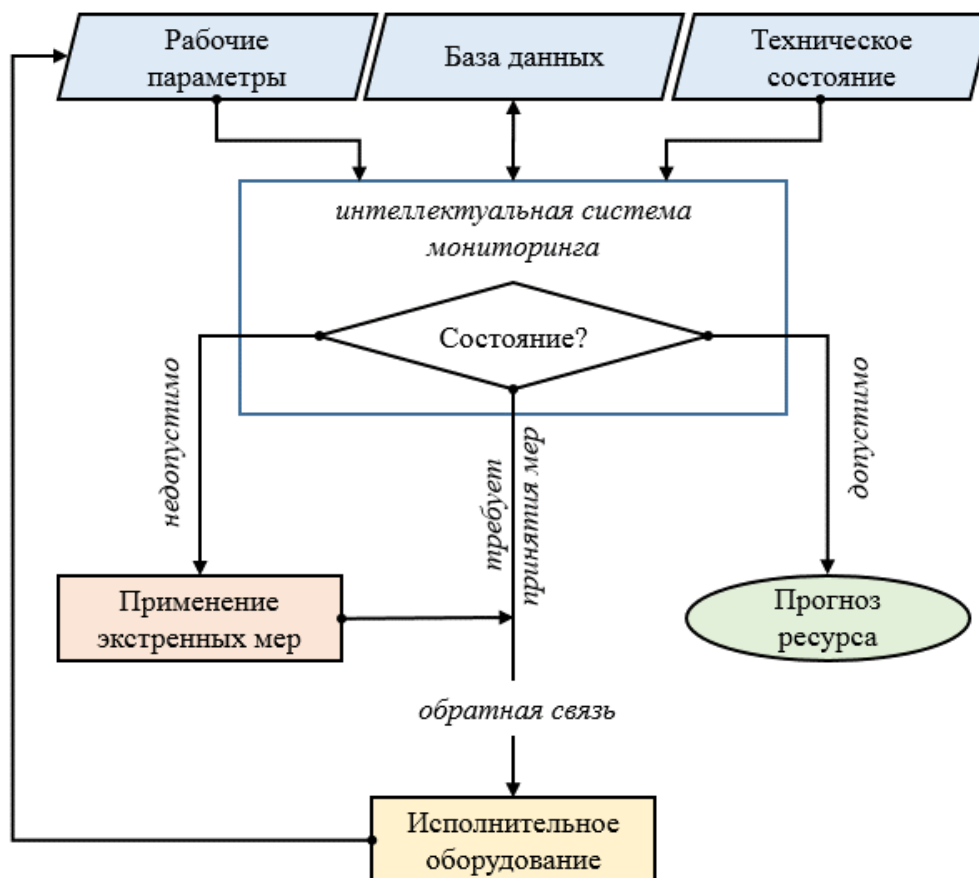 Рабочие
параметры
База данных
Техническое
состояние
интеллектуальная система
мониторинга
Состояние?
недопустимо
требует
принятия мер
допустимо
Применение
экстренных мер
Прогноз
ресурса
обратная связь
Исполнительное
оборудование